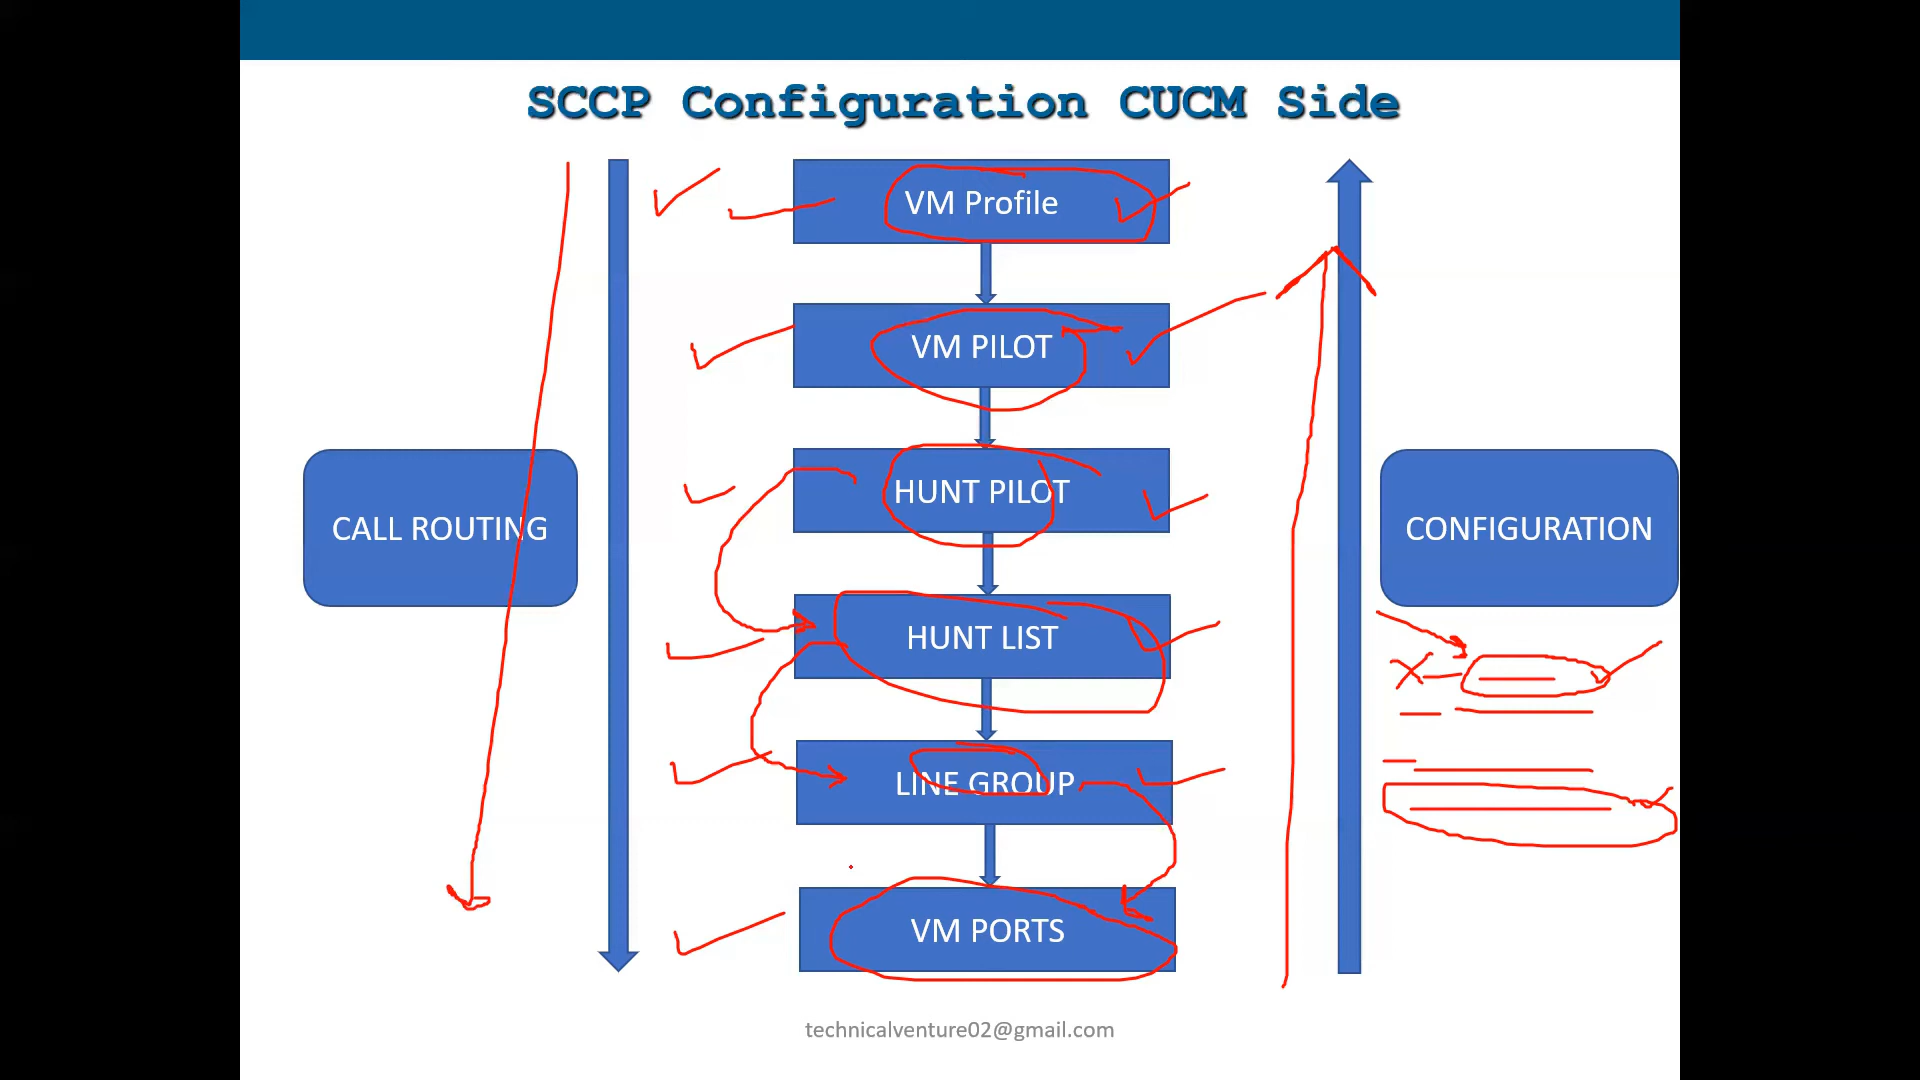 SCCP Configuration CUCM Side
VM Profile
VM PILOT
HUNT PILOT
CALL ROUTING
CONFIGURATION
HUNT LIST
LINE GROUP
VM PORTS
technicalventure02@gmail.com